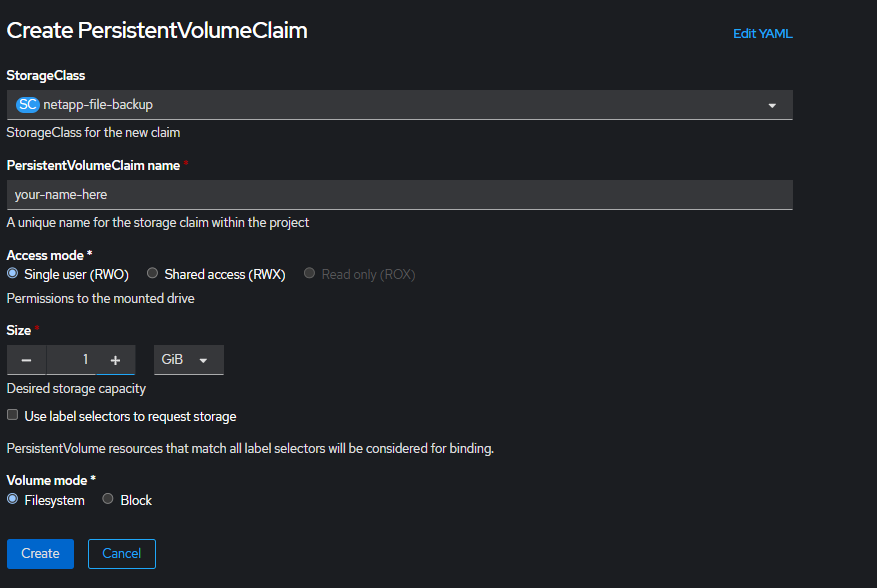 Create PersistentVolumeClaim
Edit YAML
StorageClass
SC netapp-file-backup
StorageClass for the new claim
PersistentVolumeClaim name *
your-name-here
A unique name for the storage claim within the project
Access mode *
Single user (RWO) Shared access (RWX) Read only (ROX)
Permissions to the mounted drive
Size *
− 1 + GiB
Desired storage capacity
Use label selectors to request storage
PersistentVolume resources that match all label selectors will be considered for binding.
Volume mode *
Filesystem Block
Create Cancel